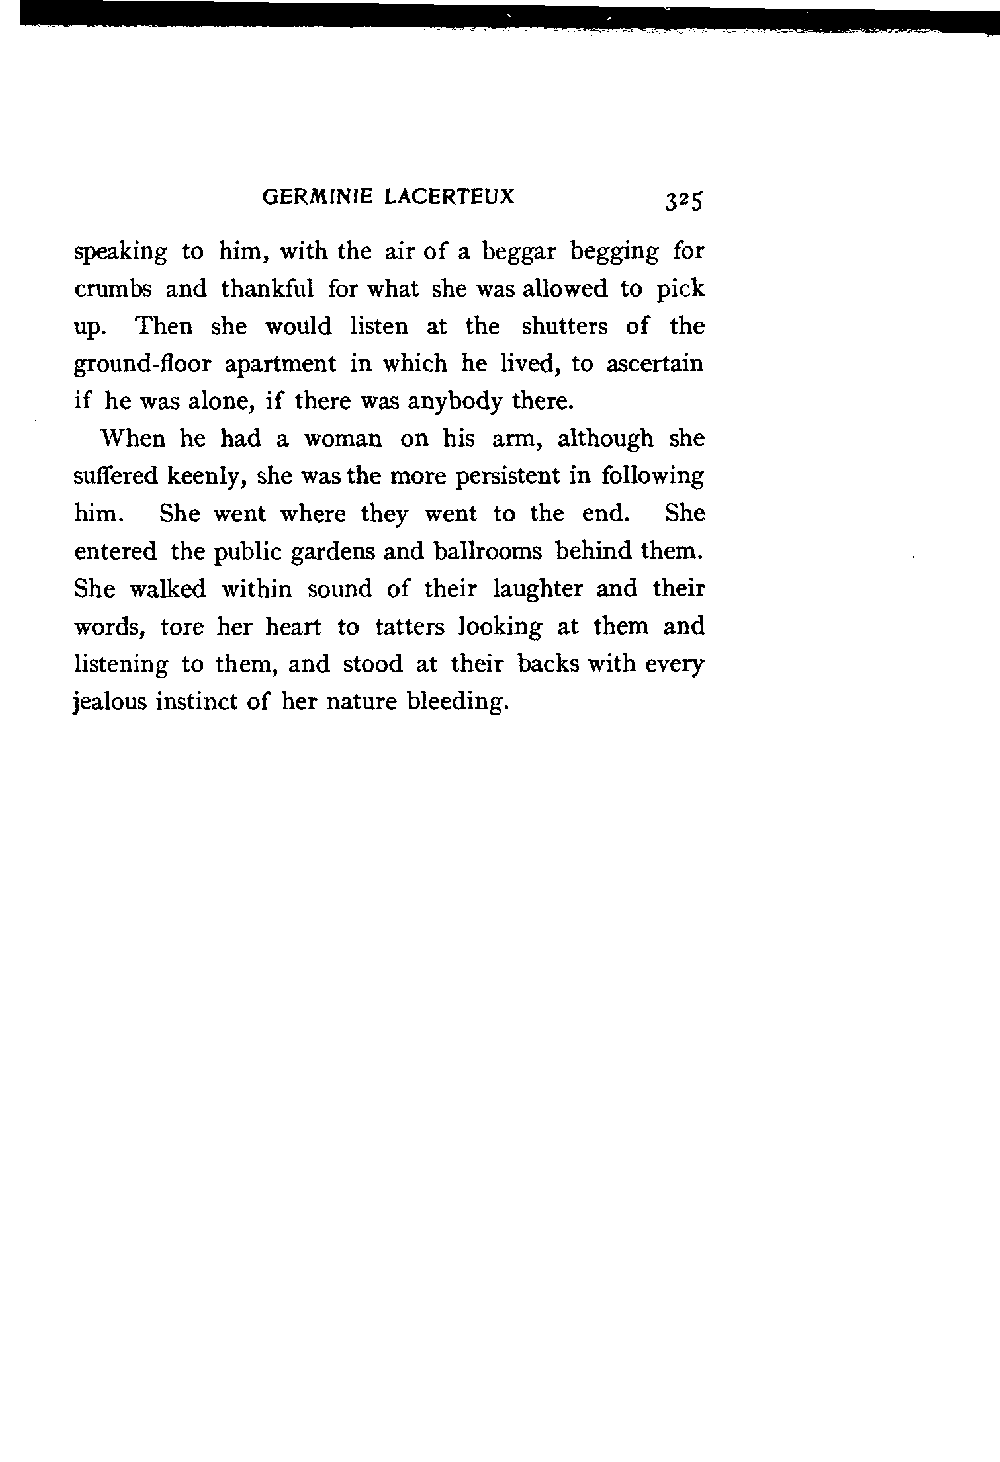 GERMINIE LACERTEUX 325
speaking to him, with the air of a beggar begging for
crumbs and thankful for what she was allowed to pick
up. Then she would listen at the shutters of the
ground-floor apartment in which he lived, to ascertain
if he was alone, if there was anybody there.
When he had a woman on his arm, although she
suffered keenly, she was the more persistent in following
him. She went where they went to the end. She
entered the public gardens and ballrooms behind them.
She walked within sound of their laughter and their
words, tore her heart to tatters looking at them and
listening to them, and stood at their backs with every
jealous instinct of her nature bleeding.